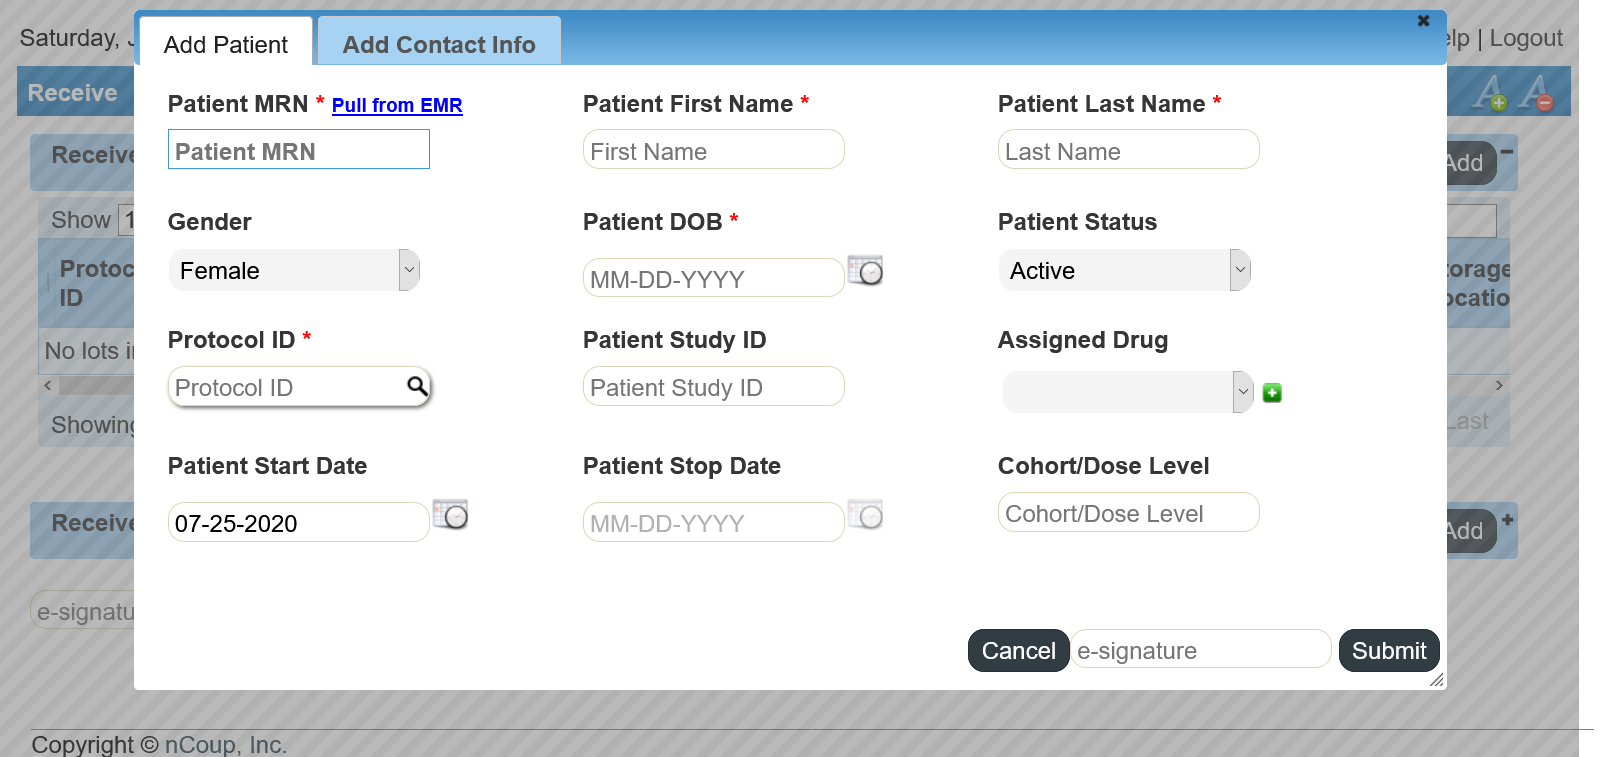 Saturday, J
elp | Logout
Add Patient
Add Contact Info
Receive
Patient MRN * Pull from EMR
Patient First Name *
Patient Last Name *
Patient MRN
First Name
Last Name
Receive
Add
Show 1
Gender
Patient DOB *
Patient Status
Female
MM-DD-YYYY
Active
Protoc
ID
torage
ocatio
Protocol ID *
Patient Study ID
Assigned Drug
No lots i
Protocol ID
Patient Study ID
Showing
Last
Patient Start Date
Patient Stop Date
Cohort/Dose Level
07-25-2020
MM-DD-YYYY
Cohort/Dose Level
Receive
Add
e-signatu
Cancel
e-signature
Submit
Copyright © nCoup, Inc.